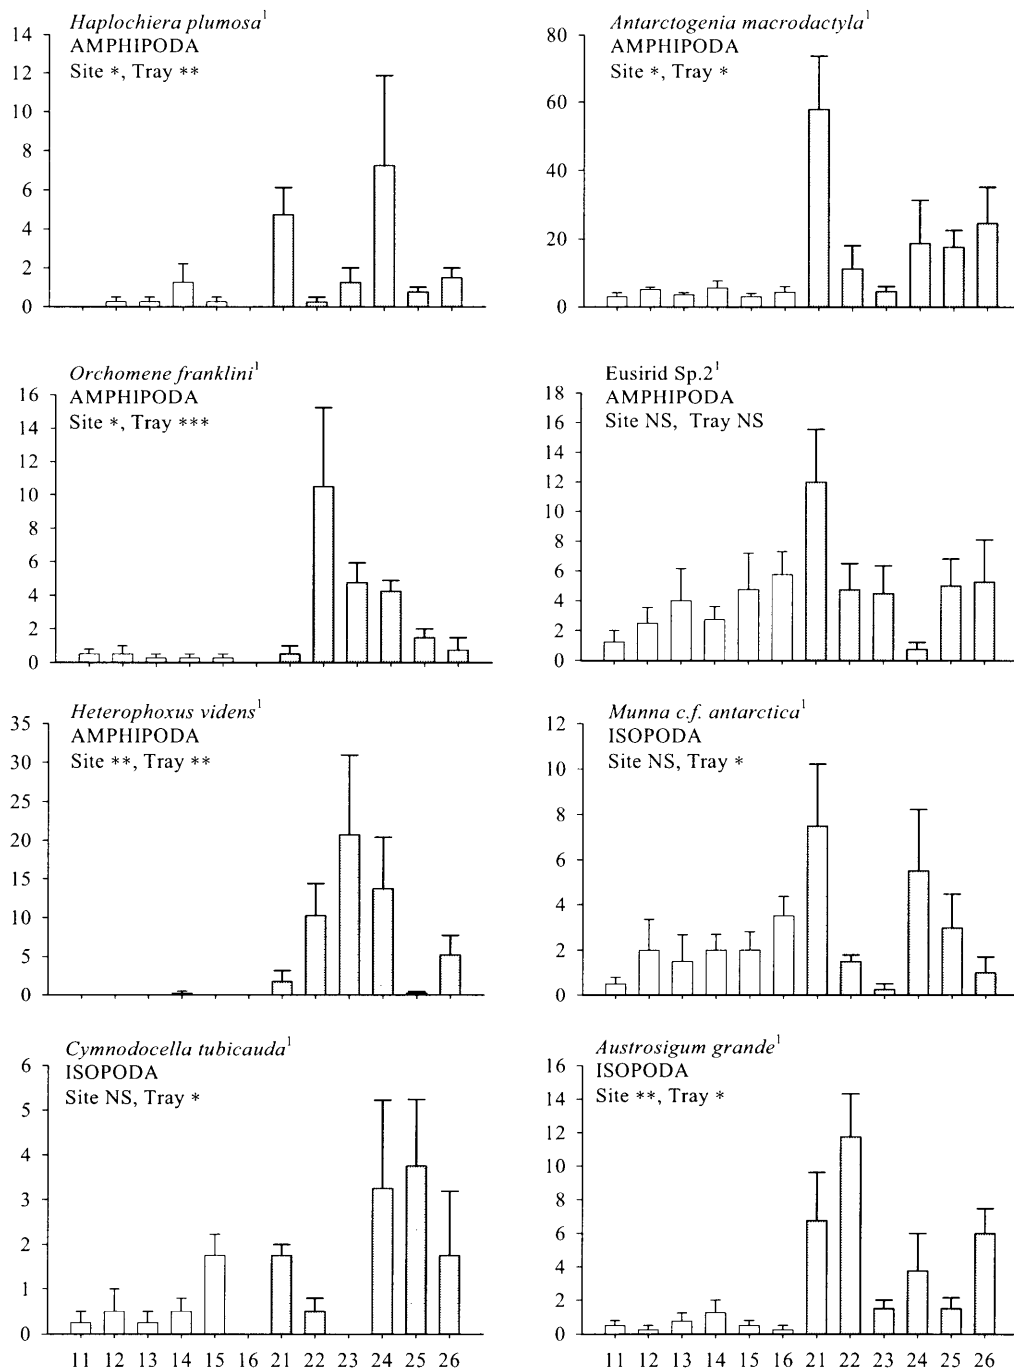 Haplochiera plumosa¹
AMPHIPODA
Site *, Tray **
14
12
10
8
6
4
2
0
Antarctogenia macrodactyla¹
AMPHIPODA
Site *, Tray *
80
60
40
20
0
Orchomene franklini¹
AMPHIPODA
Site *, Tray ***
16
14
12
10
8
6
4
2
0
Eusirid Sp.2¹
AMPHIPODA
Site NS, Tray NS
18
16
14
12
10
8
6
4
2
0
Heterophoxus videns¹
AMPHIPODA
Site **, Tray **
35
30
25
20
15
10
5
0
Munna c.f. antarctica¹
ISOPODA
Site NS, Tray *
12
10
8
6
4
2
0
Cymnodocella tubicauda¹
ISOPODA
Site NS, Tray *
6
5
4
3
2
1
0
11 12 13 14 15 16 21 22 23 24 25 26
Austrosigum grande¹
ISOPODA
Site **, Tray *
16
14
12
10
8
6
4
2
0
11 12 13 14 15 16 21 22 23 24 25 26